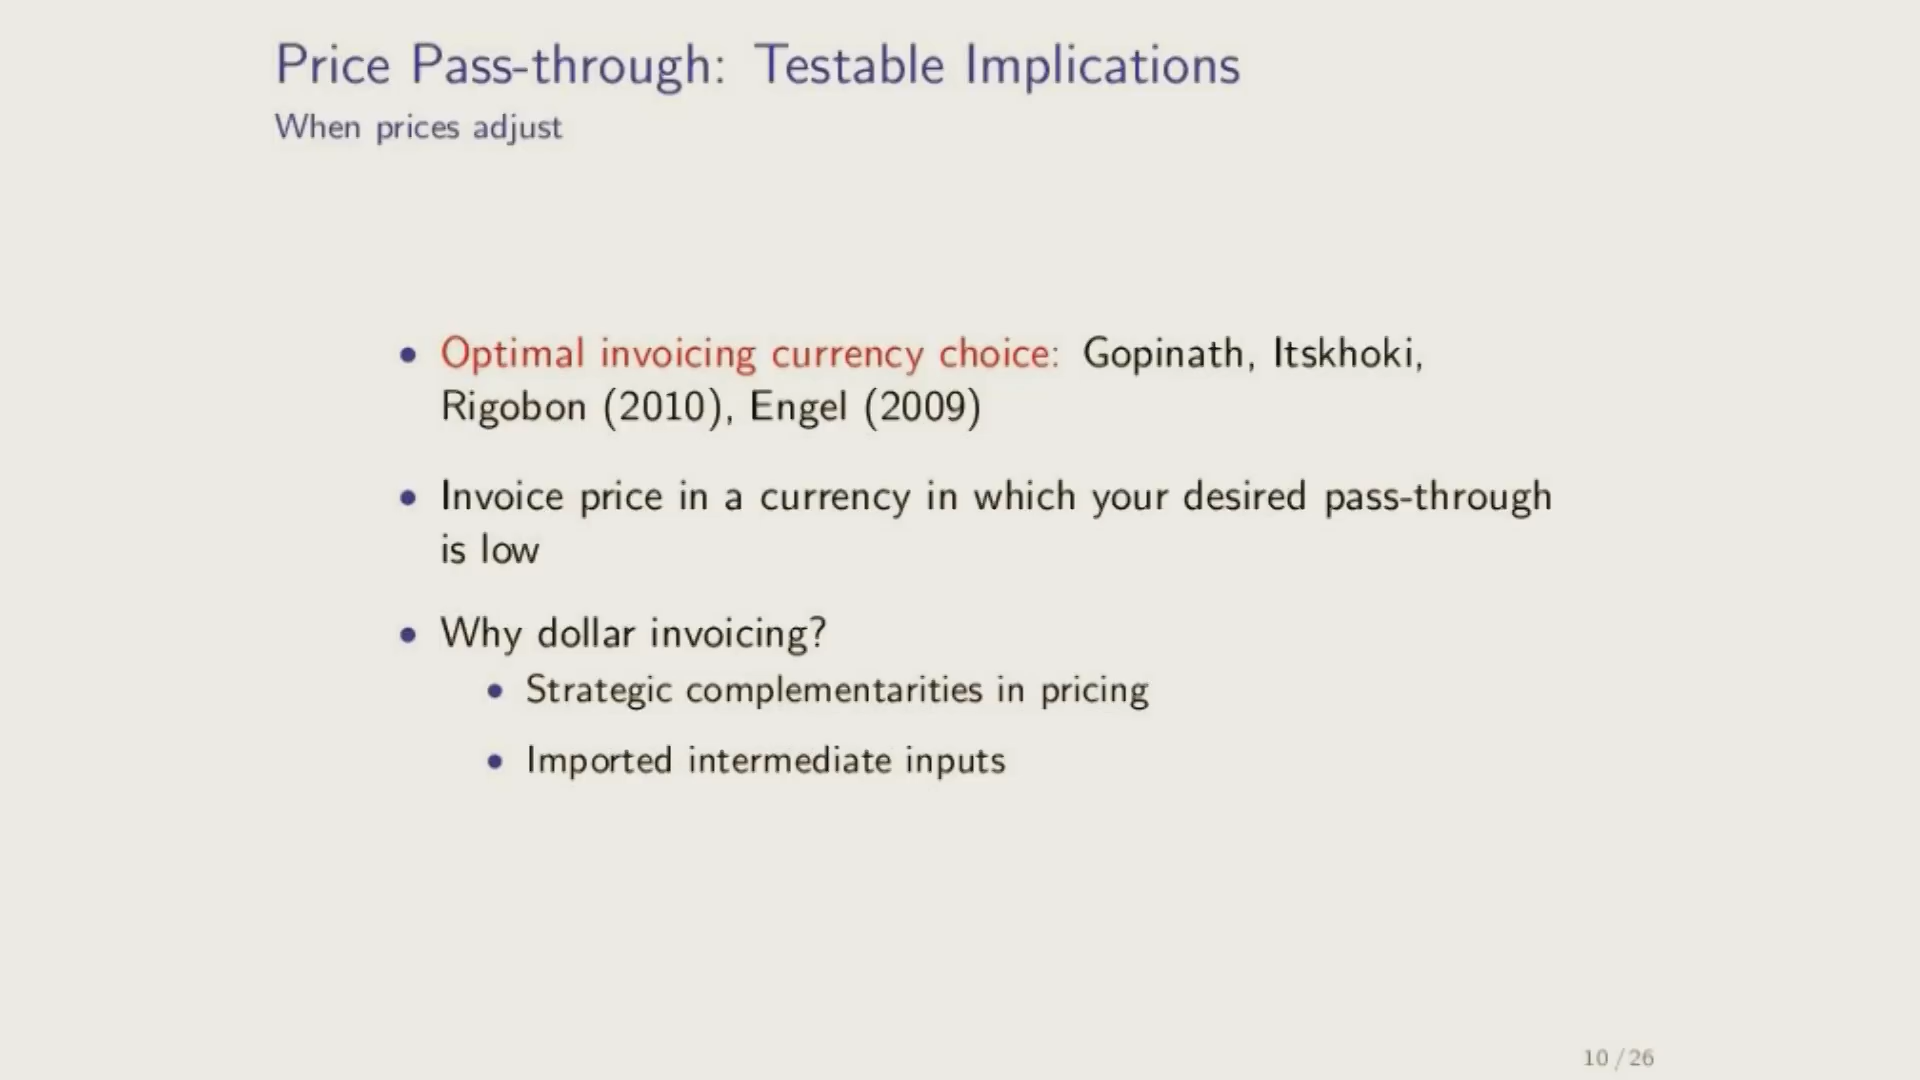 Price Pass-through: Testable Implications
When prices adjust
• Optimal invoicing currency choice: Gopinath, Itskhoki,
Rigobon (2010), Engel (2009)
• Invoice price in a currency in which your desired pass-through
is low
• Why dollar invoicing?
• Strategic complementarities in pricing
• Imported intermediate inputs
10 / 26